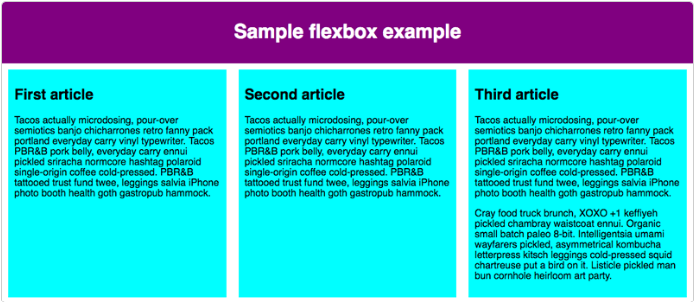 Sample flexbox example
First article
Tacos actually microdosing, pour-over
semiotics banjo chicharrones retro fanny pack
portland everyday carry vinyl typewriter. Tacos
PBR&B pork belly, everyday carry ennui
pickled sriracha normcore hashtag polaroid
single-origin coffee cold-pressed. PBR&B
tattooed trust fund twee, leggings salvia iPhone
photo booth health goth gastropub hammock.
Second article
Tacos actually microdosing, pour-over
semiotics banjo chicharrones retro fanny pack
portland everyday carry vinyl typewriter. Tacos
PBR&B pork belly, everyday carry ennui
pickled sriracha normcore hashtag polaroid
single-origin coffee cold-pressed. PBR&B
tattooed trust fund twee, leggings salvia iPhone
photo booth health goth gastropub hammock.
Third article
Tacos actually microdosing, pour-over
semiotics banjo chicharrones retro fanny pack
portland everyday carry vinyl typewriter. Tacos
PBR&B pork belly, everyday carry ennui
pickled sriracha normcore hashtag polaroid
single-origin coffee cold-pressed. PBR&B
tattooed trust fund twee, leggings salvia iPhone
photo booth health goth gastropub hammock.
Cray food truck brunch, XOXO +1 keffiyeh
pickled chambray waistcoat ennui. Organic
small batch paleo 8-bit. Intelligentsia umami
wayfarers pickled, asymmetrical kombucha
letterpress kitsch leggings cold-pressed squid
chartreuse put a bird on it. Listicle pickled man
bun cornhole heirloom art party.